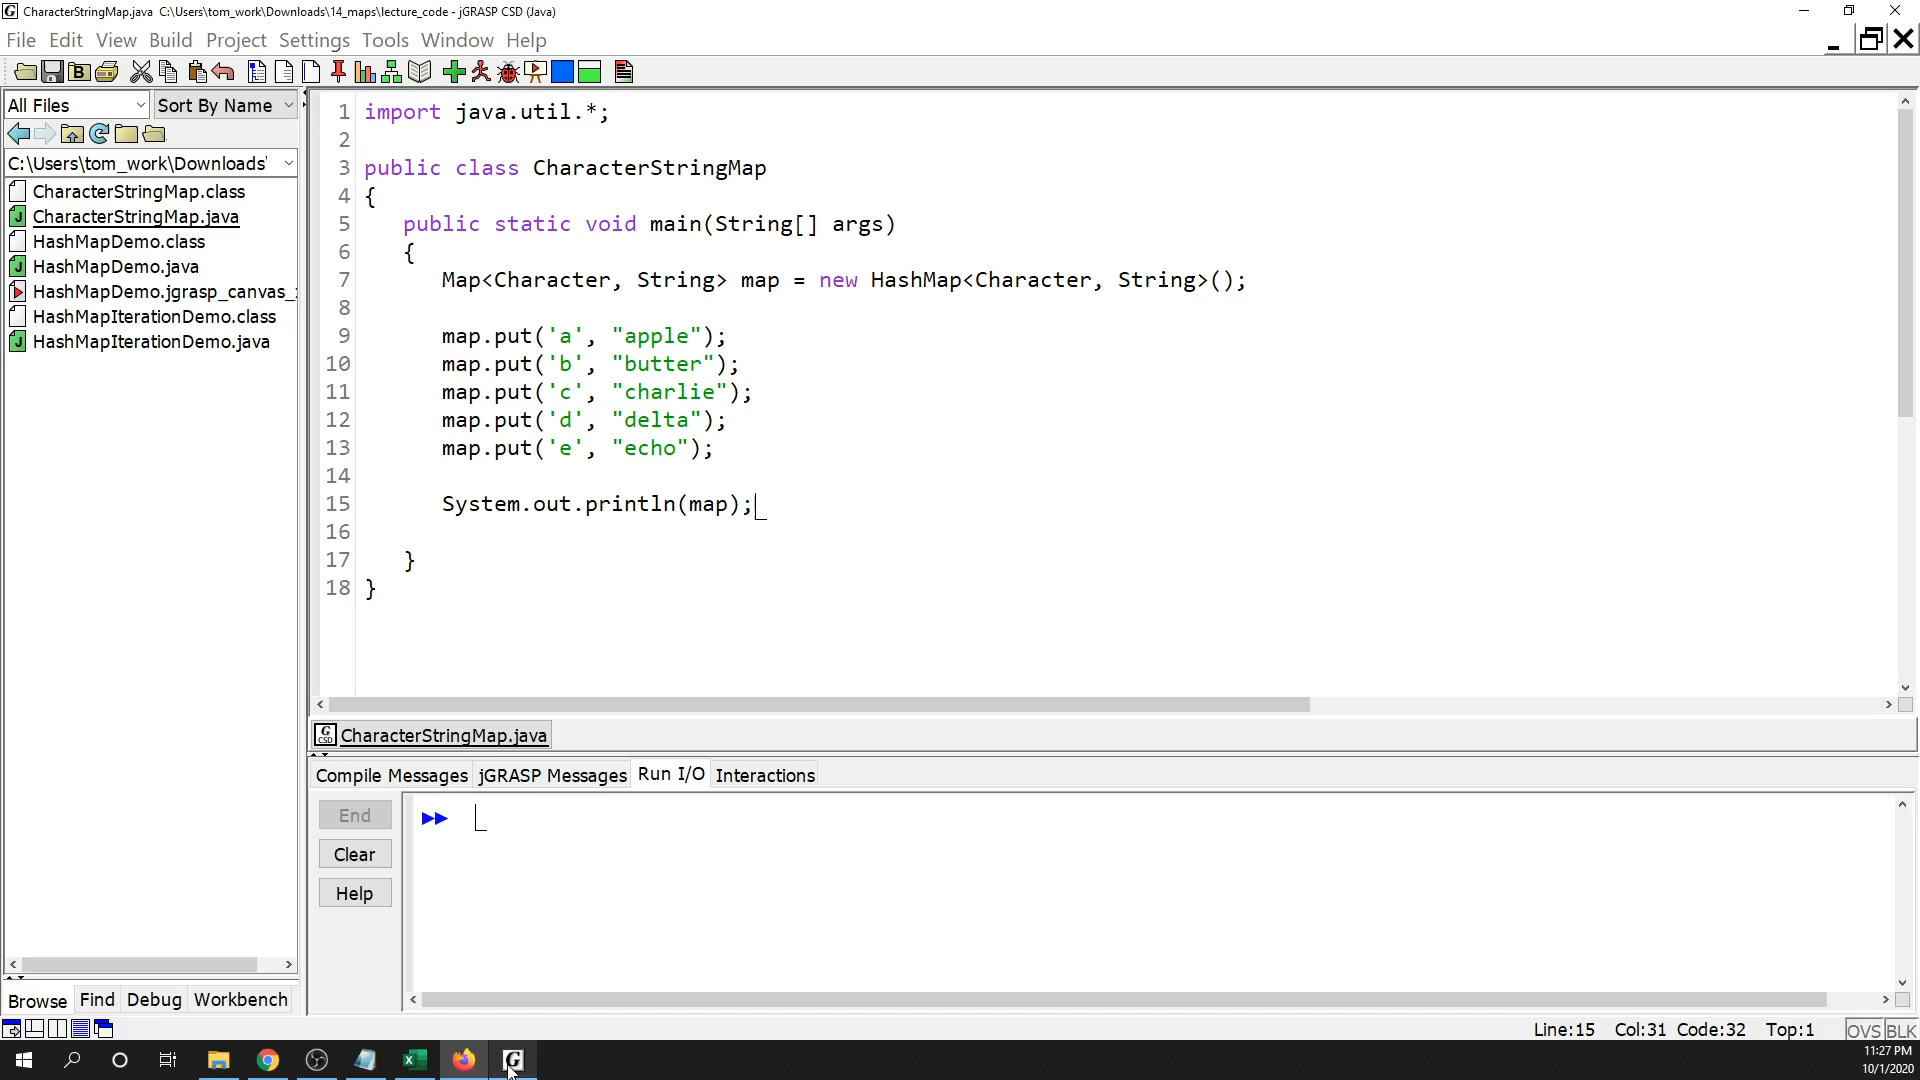 CharacterStringMap.java C:\Users\tom_work\Downloads\14_maps\lecture_code - jGRASP CSD (Java)
File Edit View Build Project Settings Tools Window Help
All Files Sort By Name
C:\Users\tom_work\Downloads'
CharacterStringMap.class
CharacterStringMap.java
HashMapDemo.class
HashMapDemo.java
HashMapDemo.jgrasp_canvas_
HashMapIterationDemo.class
HashMapIterationDemo.java
Browse Find Debug Workbench
1 import java.util.*;
2
3 public class CharacterStringMap
4 {
5 public static void main(String[] args)
6 {
7 Map<Character, String> map = new HashMap<Character, String>();
8
9 map.put('a', "apple");
10 map.put('b', "butter");
11 map.put('c', "charlie");
12 map.put('d', "delta");
13 map.put('e', "echo");
14
15 System.out.println(map);
16
17 }
18 }
CharacterStringMap.java
Compile Messages jGRASP Messages Run I/O Interactions
End
Clear
Help
Line:15 Col:31 Code:32 Top:1 OVS BLK
11:27 PM
10/1/2020